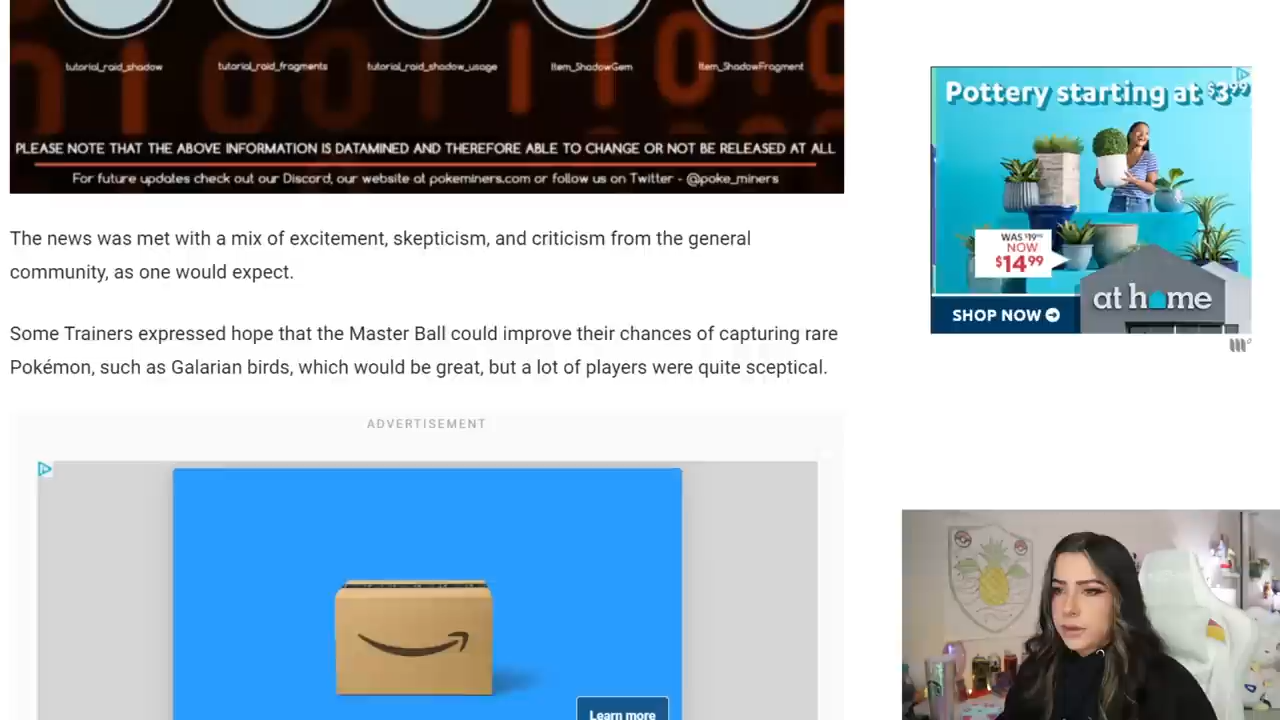 tutorial_raid_shadow
tutorial_raid_fragments
tutorial_raid_shadow_usage
Item_ShadowGem
Item_ShadowFragment
PLEASE NOTE THAT THE ABOVE INFORMATION IS DATAMINED AND THEREFORE ABLE TO CHANGE OR NOT BE RELEASED AT ALL
For future updates check out our Discord, our website at pokeminers.com or follow us on Twitter - @poke_miners
The news was met with a mix of excitement, skepticism, and criticism from the general
community, as one would expect.
Some Trainers expressed hope that the Master Ball could improve their chances of capturing rare
Pokémon, such as Galarian birds, which would be great, but a lot of players were quite sceptical.
ADVERTISEMENT
Learn more
Pottery starting at $3.99
WAS $19.99
NOW
$14.99
at home
SHOP NOW